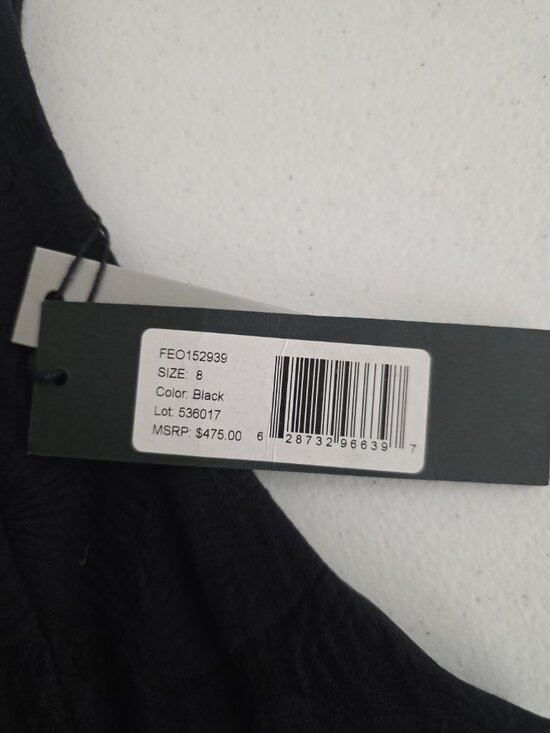 FEO152939
SIZE: 8
Color: Black
Lot: 536017
MSRP: $475.00
6 28732 96639 7